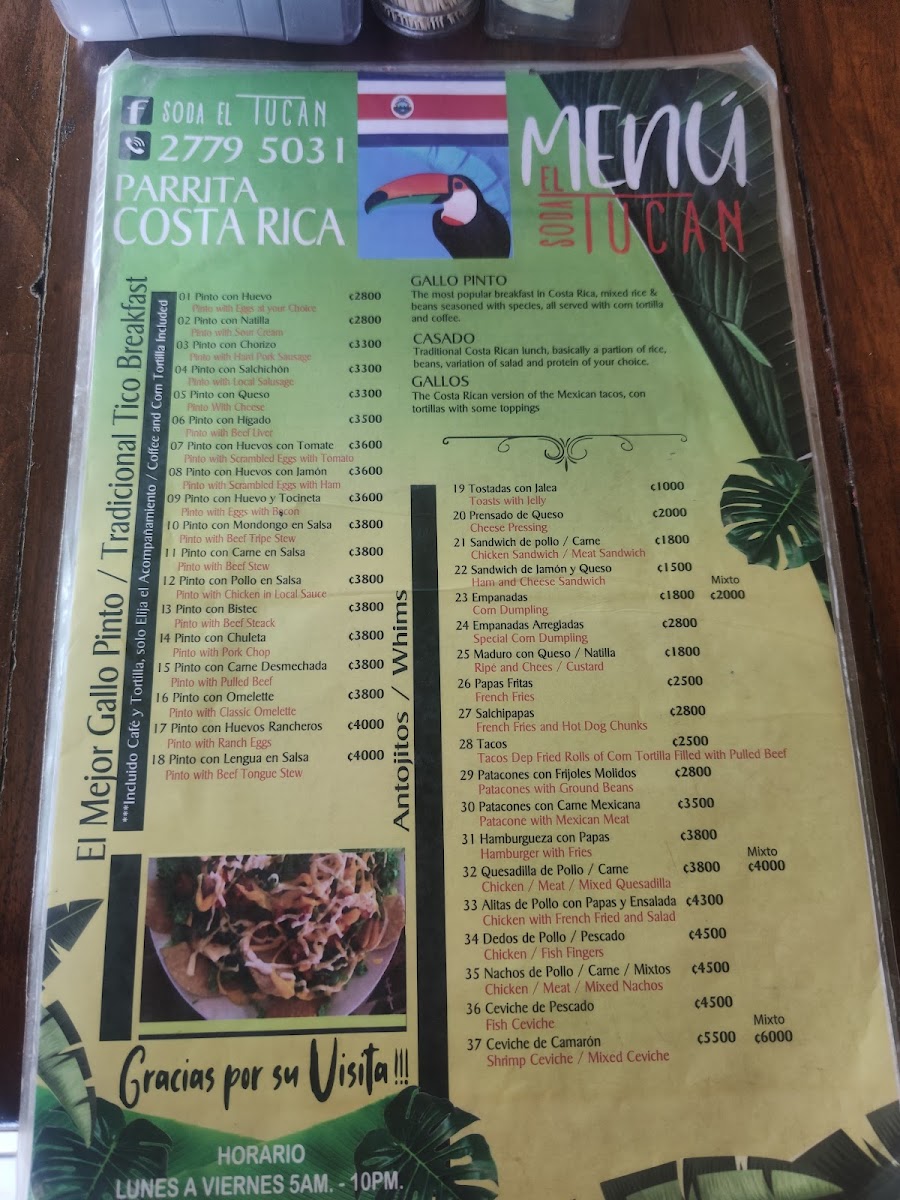 SODA EL TUCAN
2779 5031
PARRITA
COSTA RICA
MENÚ
SODA EL TUCAN
El Mejor Gallo Pinto / Tradicional Tico Breakfast
***Incluido Café y Tortilla, solo Elija el Acompañamiento / Coffee and Corn Tortilla Included
01 Pinto con Huevo ¢2800
Pinto with Eggs at your Choice
02 Pinto con Natilla ¢2800
Pinto with Sour Cream
03 Pinto con Chorizo ¢3300
Pinto with Hard Pork Sausage
04 Pinto con Salchichón ¢3300
Pinto with Local Salusage
05 Pinto con Queso ¢3300
Pinto With Cheese
06 Pinto con Hígado ¢3500
Pinto with Beef Liver
07 Pinto con Huevos con Tomate ¢3600
Pinto with Scrambled Eggs with Tomato
08 Pinto con Huevos con Jamón ¢3600
Pinto with Scrambled Eggs with Ham
09 Pinto con Huevo y Tocineta ¢3600
Pinto with Eggs with Bacon
10 Pinto con Mondongo en Salsa ¢3800
Pinto with Beef Tripe Stew
11 Pinto con Carne en Salsa ¢3800
Pinto with Beef Stew
12 Pinto con Pollo en Salsa ¢3800
Pinto with Chicken in Local Sauce
13 Pinto con Bistec ¢3800
Pinto with Beef Steack
14 Pinto con Chuleta ¢3800
Pinto with Pork Chop
15 Pinto con Carne Desmechada ¢3800
Pinto with Pulled Beef
16 Pinto con Omelette ¢3800
Pinto with Classic Omelette
17 Pinto con Huevos Rancheros ¢4000
Pinto with Ranch Eggs
18 Pinto con Lengua en Salsa ¢4000
Pinto with Beef Tongue Stew
GALLO PINTO
The most popular breakfast in Costa Rica, mixed rice &
beans seasoned with species, all served with corn tortilla
and coffee.
CASADO
Traditional Costa Rican lunch, basically a partion of rice,
beans, variation of salad and protein of your choice.
GALLOS
The Costa Rican version of the Mexican tacos, con
tortillas with some toppings
Antojitos / Whims
19 Tostadas con Jalea ¢1000
Toasts with Jelly
20 Prensado de Queso ¢2000
Cheese Pressing
21 Sandwich de pollo / Carne ¢1800
Chicken Sandwich / Meat Sandwich
22 Sandwich de Jamón y Queso ¢1500
Ham and Cheese Sandwich
Mixto
23 Empanadas ¢1800 ¢2000
Corn Dumpling
24 Empanadas Arregladas ¢2800
Special Corn Dumpling
25 Maduro con Queso / Natilla ¢1800
Ripe and Chees / Custard
26 Papas Fritas ¢2500
French Fries
27 Salchipapas ¢2800
French Fries and Hot Dog Chunks
28 Tacos ¢2500
Tacos Dep Fried Rolls of Corn Tortilla Filled with Pulled Beef
29 Patacones con Frijoles Molidos ¢2800
Patacones with Ground Beans
30 Patacones con Carne Mexicana ¢3500
Patacone with Mexican Meat
31 Hamburgueza con Papas ¢3800
Hamburger with Fries
Mixto
32 Quesadilla de Pollo / Carne ¢3800 ¢4000
Chicken / Meat / Mixed Quesadilla
33 Alitas de Pollo con Papas y Ensalada ¢4300
Chicken with French Fried and Salad
34 Dedos de Pollo / Pescado ¢4500
Chicken / Fish Fingers
35 Nachos de Pollo / Carne / Mixtos ¢4500
Chicken / Meat / Mixed Nachos
36 Ceviche de Pescado ¢4500
Fish Ceviche
Mixto
37 Ceviche de Camarón ¢5500 ¢6000
Shrimp Ceviche / Mixed Ceviche
Gracias por su Visita!!!
HORARIO
LUNES A VIERNES 5AM. - 10PM.